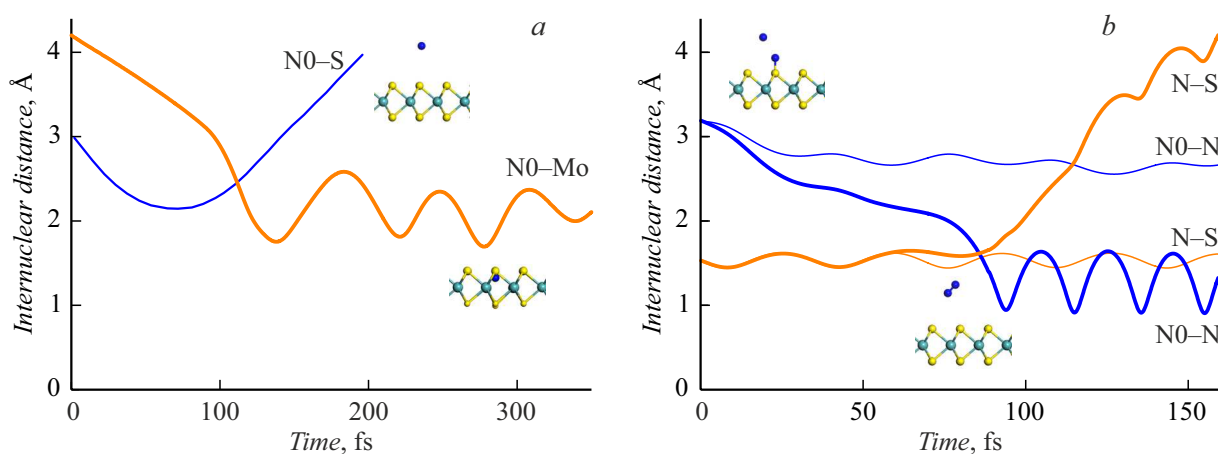 a
N0–S
N0–Mo
Internuclear distance, Å
4
3
2
1
0
0
100
200
300
Time, fs
b
N–S
N0–N
N–S
N0–N
Internuclear distance, Å
4
3
2
1
0
0
50
100
150
Time, fs